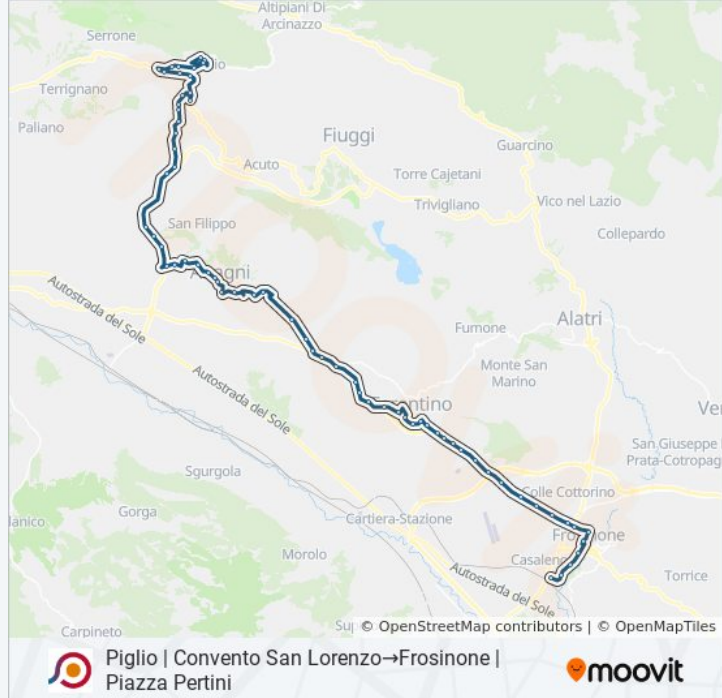 Altipiani Di
Arcinazzo
Serrone
Terrignano
Paliano
Fiuggi
Guarcino
Acuto
Torre Cajetani
Trivigliano
Vico nel Lazio
San Filippo
Collepardo
Autostrada del Sole
Fumone
Alatri
Autostrada del Sole
Monte San
Marino
San Giuseppe
Prata-Cotropag
Sgurgola
Colle Cottorino
Gorga
Cartiera-Stazione
Morolo
Casaleno
Autostrada del Sole
Torrice
Carpineto
© OpenStreetMap contributors | © OpenMapTiles
Piglio | Convento San Lorenzo→Frosinone |
Piazza Pertini
moovit